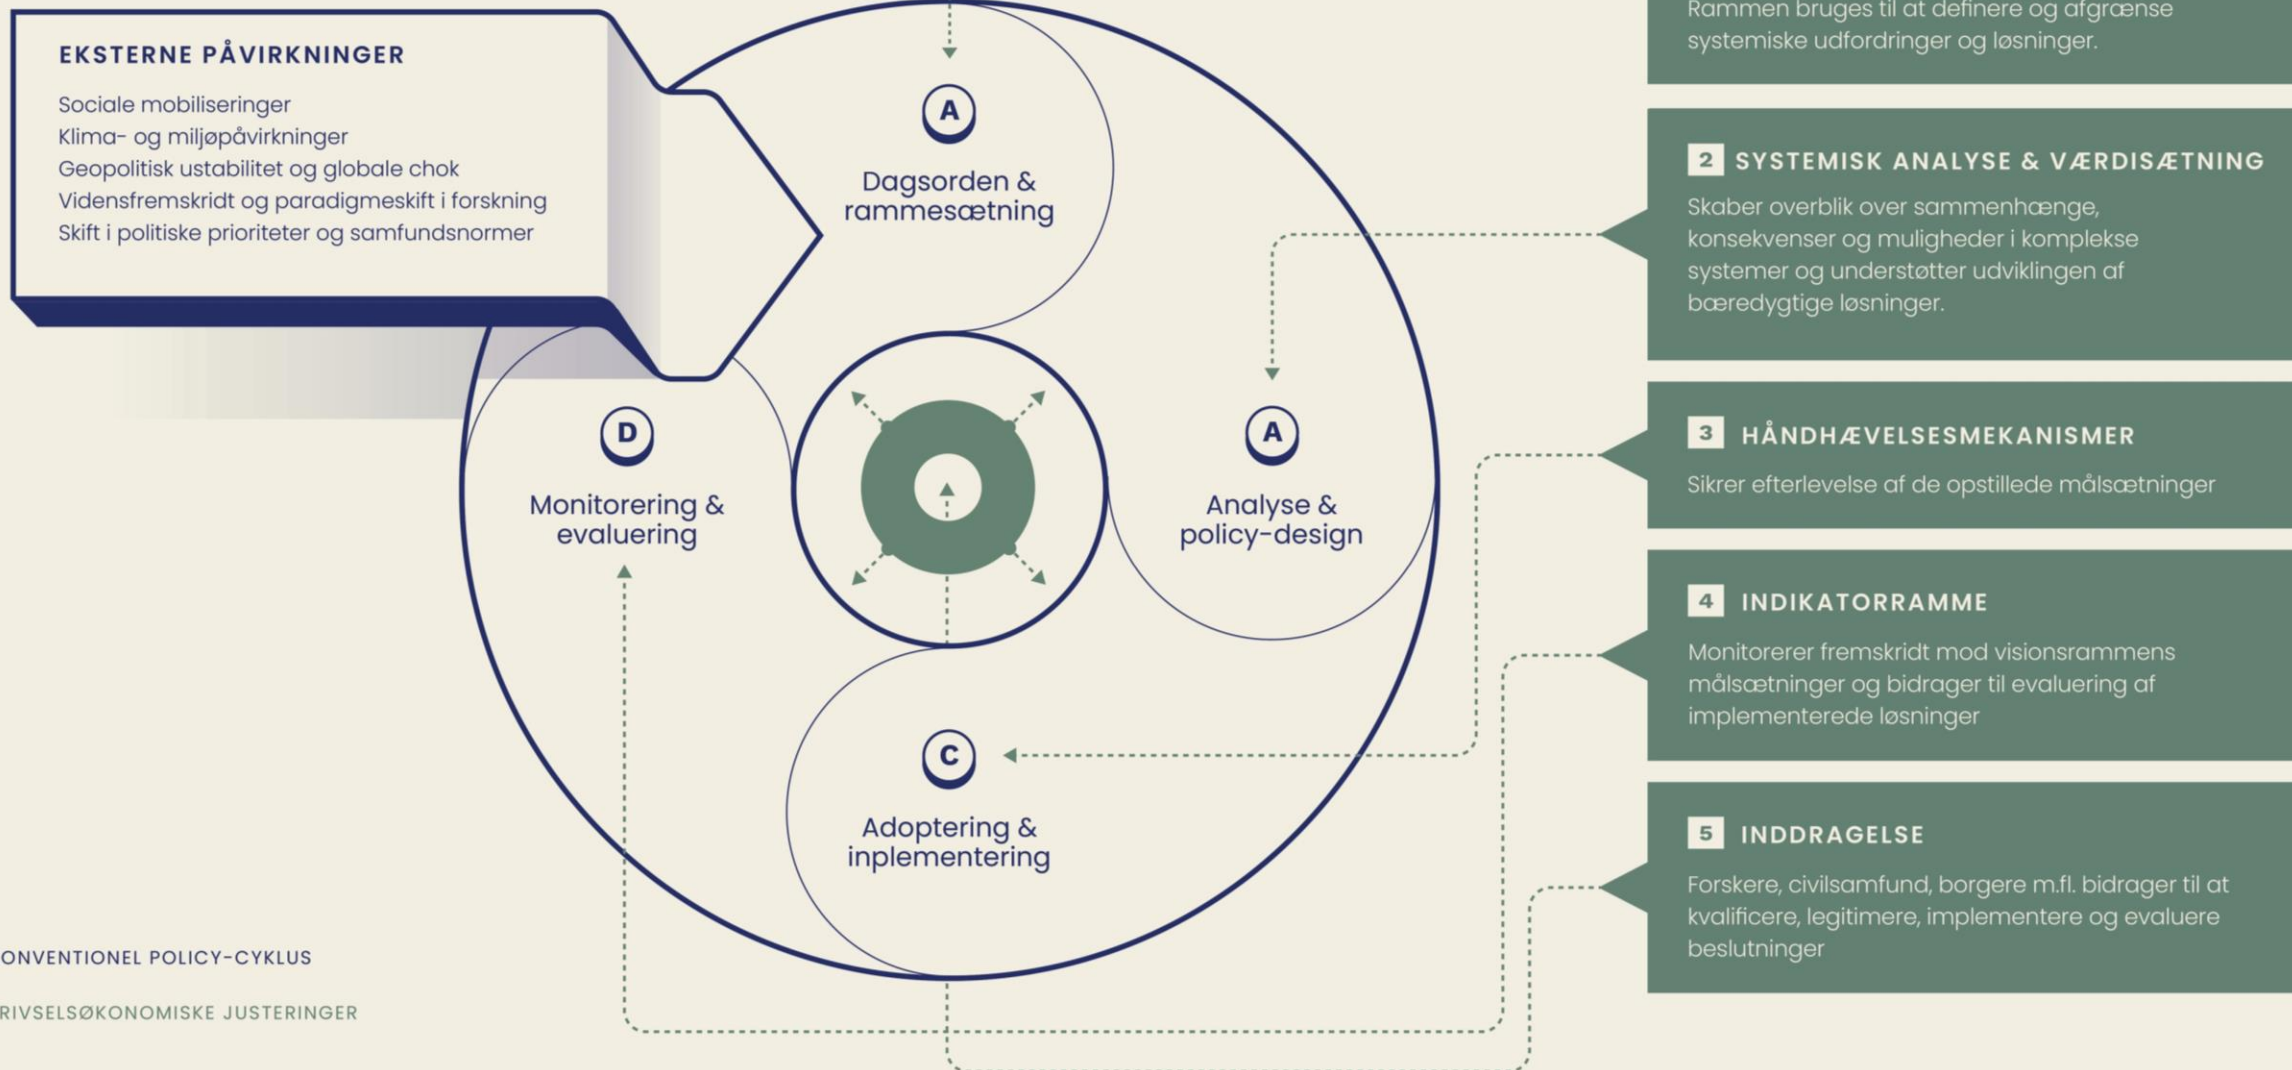 EKSTERNE PÅVIRKNINGER
Sociale mobiliseringer
Klima- og miljøpåvirkninger
Geopolitisk ustabilitet og globale chok
Vidensfremskridt og paradigmeskift i forskning
Skift i politiske prioriteter og samfundsnormer
A
Dagsorden &
rammesætning
D
Monitorering &
evaluering
A
Analyse &
policy-design
C
Adoptering &
inplementering
ONVENTIONEL POLICY-CYKLUS
RIVSELSØKONOMISKE JUSTERINGER
Rammen bruges til at definere og afgrænse
systemiske udfordringer og løsninger.
2 SYSTEMISK ANALYSE & VÆRDISÆTNING
Skaber overblik over sammenhænge,
konsekvenser og muligheder i komplekse
systemer og understøtter udviklingen af
bæredygtige løsninger.
3 HÅNDHÆVELSESMEKANISMER
Sikrer efterlevelse af de opstillede målsætninger
4 INDIKATORRAMME
Monitorerer fremskridt mod visionsrammens
målsætninger og bidrager til evaluering af
implementerede løsninger
5 INDDRAGELSE
Forskere, civilsamfund, borgere m.fl. bidrager til at
kvalificere, legitimere, implementere og evaluere
beslutninger